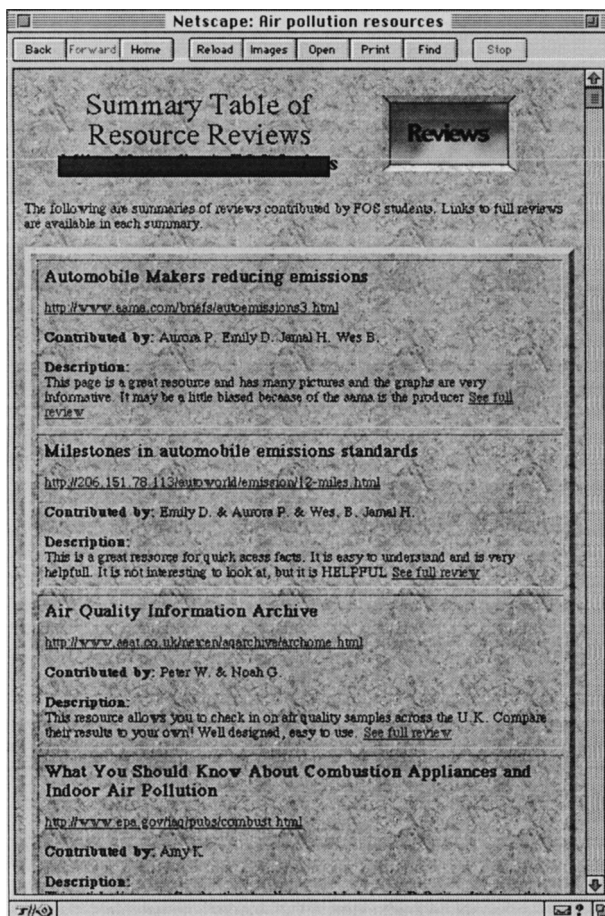 Netscape: Air pollution resources
Back Forward Home Reload Images Open Print Find Stop
Summary Table of
Resource Reviews
Reviews
The following are summaries of reviews contributed by FOS students. Links to full reviews
are available in each summary.
Automobile Makers reducing emissions
http://www.aama.com/briefs/autoemissions3.html
Contributed by: Aurora P. Emily D. Jamal H. Wes B.
Description:
This page is a great resource and has many pictures and the graphs are very
informative. It may be a little biased because of the aama is the producer See full
review
Milestones in automobile emissions standards
http://206.151.78.113/autoworld/emission/12-miles.html
Contributed by: Emily D. & Aurora P. & Wes. B. Jamal H.
Description:
This is a great ressorce for quick acess facts. It is easy to understand and is very
helpfull. It is not interesting to look at, but it is HELPFUL See full review
Air Quality Information Archive
http://www.aeat.co.uk/netcen/aqarchive/archome.html
Contributed by: Peter W. & Noah G.
Description:
This resource allows you to check in on air quality samples across the U.K. Compare
their results to your own! Well designed, easy to use. See full review
What You Should Know About Combustion Appliances and
Indoor Air Pollution
http://www.epa.gov/iaq/pubs/combust.html
Contributed by: Amy K
Description: